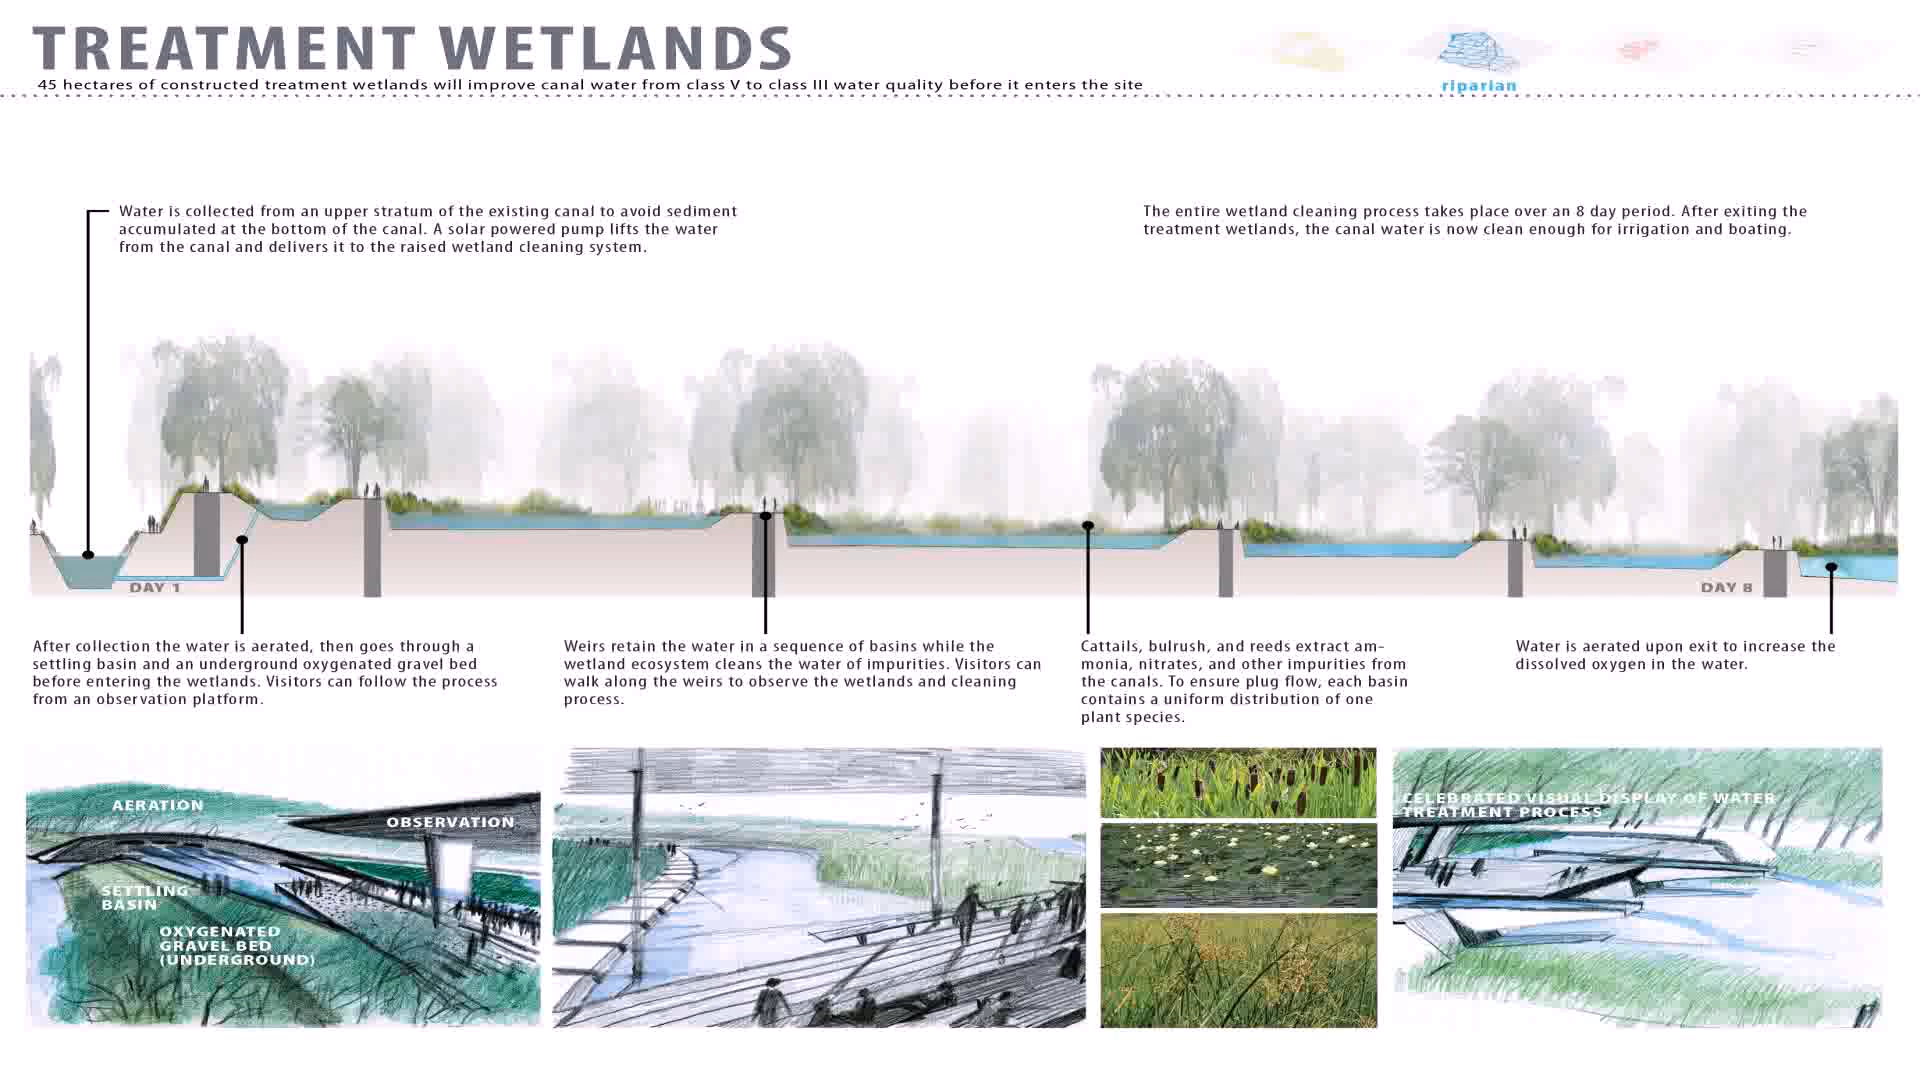 TREATMENT WETLANDS
45 hectares of constructed treatment wetlands will improve canal water from class V to class III water quality before it enters the site
riparian
Water is collected from an upper stratum of the existing canal to avoid sediment
accumulated at the bottom of the canal. A solar powered pump lifts the water
from the canal and delivers it to the raised wetland cleaning system.
The entire wetland cleaning process takes place over an 8 day period. After exiting the
treatment wetlands, the canal water is now clean enough for irrigation and boating.
DAY 1
DAY 8
After collection the water is aerated, then goes through a
settling basin and an underground oxygenated gravel bed
before entering the wetlands. Visitors can follow the process
from an observation platform.
Weirs retain the water in a sequence of basins while the
wetland ecosystem cleans the water of impurities. Visitors can
walk along the weirs to observe the wetlands and cleaning
process.
Cattails, bulrush, and reeds extract am-
monia, nitrates, and other impurities from
the canals. To ensure plug flow, each basin
contains a uniform distribution of one
plant species.
Water is aerated upon exit to increase the
dissolved oxygen in the water.
AERATION
OBSERVATION
SETTLING
BASIN
OXYGENATED
GRAVEL BED
(UNDERGROUND)
CELEBRATED VISUAL DISPLAY OF WATER
TREATMENT PROCESS